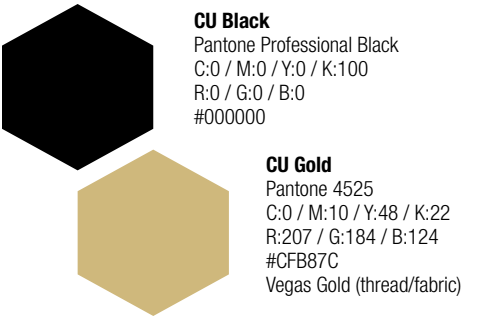 CU Black
Pantone Professional Black
C:0 / M:0 / Y:0 / K:100
R:0 / G:0 / B:0
#000000
CU Gold
Pantone 4525
C:0 / M:10 / Y:48 / K:22
R:207 / G:184 / B:124
#CFB87C
Vegas Gold (thread/fabric)